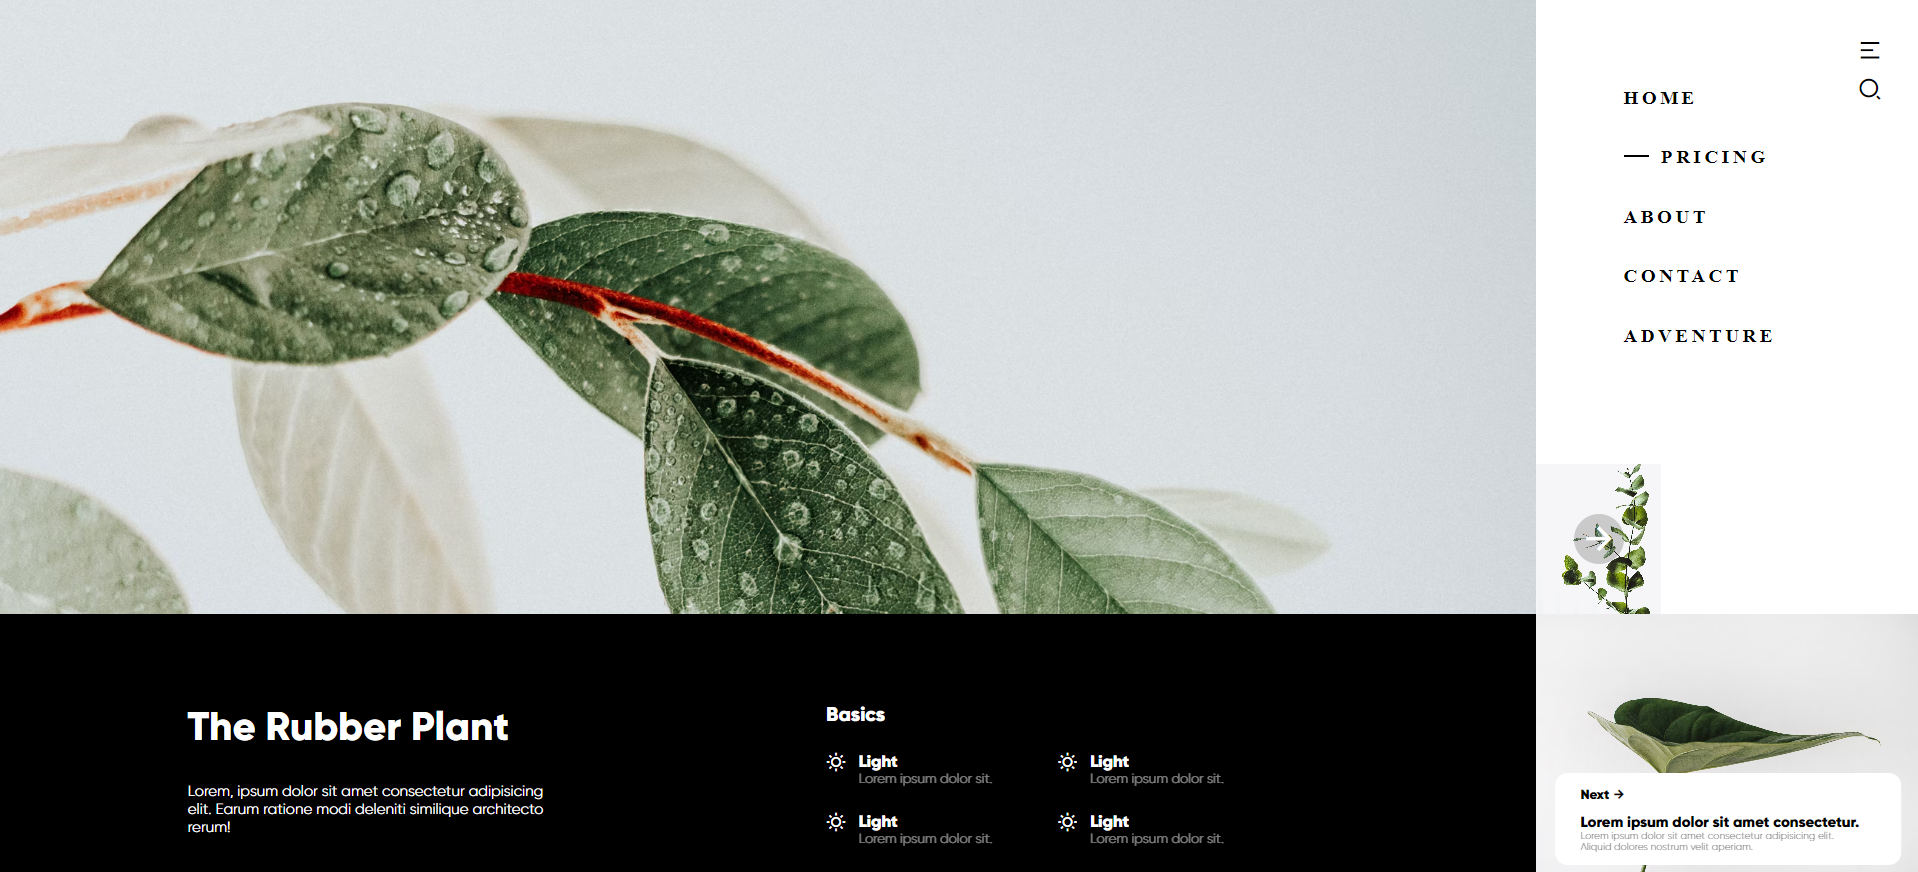 HOME
PRICING
ABOUT
CONTACT
ADVENTURE
The Rubber Plant
Lorem, ipsum dolor sit amet consectetur adipisicing
elit. Earum ratione modi deleniti similique architecto
rerum!
Basics
Light
Lorem ipsum dolor sit.
Light
Lorem ipsum dolor sit.
Light
Lorem ipsum dolor sit.
Light
Lorem ipsum dolor sit.
Next →
Lorem ipsum dolor sit amet consectetur.
Lorem ipsum dolor sit amet consectetur adipisicing elit.
Aliquid dolores nostrum velit aperiam.